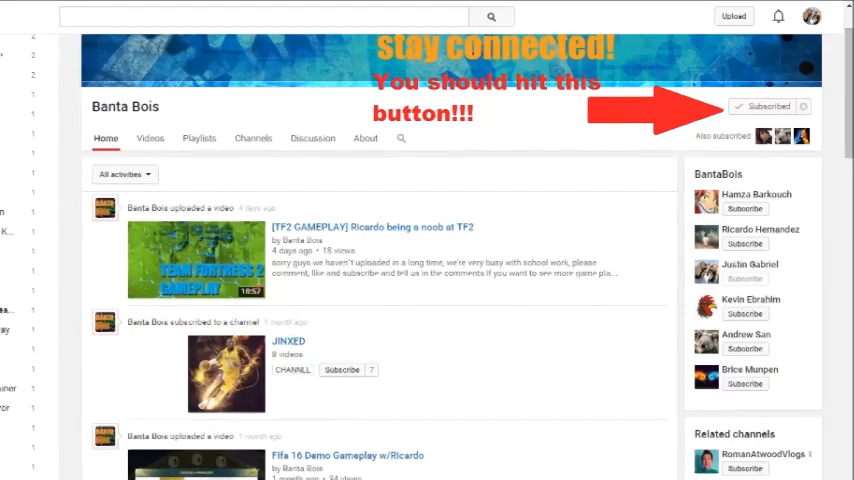 Upload
stay connected!
You should hit this
button!!!
Banta Bois
Subscribed
Also subscribed
Home Videos Playlists Channels Discussion About
All activities
BantaBois
Hamza Barkouch
Subscribe
Ricardo Hernandez
Subscribe
Justin Gabriel
Subscribe
Kevin Ebrahim
Subscribe
Andrew San
Subscribe
Brice Munpen
Subscribe
Banta Bois uploaded a video 4 days ago
[TF2 GAMEPLAY] Ricardo being a noob at TF2
by Banta Bois
4 days ago • 18 views
sorry guys we haven"t uploaded in a long time, we're very busy with school work, please
comment, like and subscribe and tell us in the comments if you want to see more game pla...
TEAM FORTRESS 2
GAMEPLAY
18:57
Banta Bois subscribed to a channel 1 month ago
JINXED
8 videos
CHANNEL Subscribe 7
Banta Bois uploaded a video 1 month ago
Fifa 16 Demo Gameplay w/Ricardo
by Banta Bois
1 month ago • 34 views
Related channels
RomanAtwoodVlogs
Subscribe